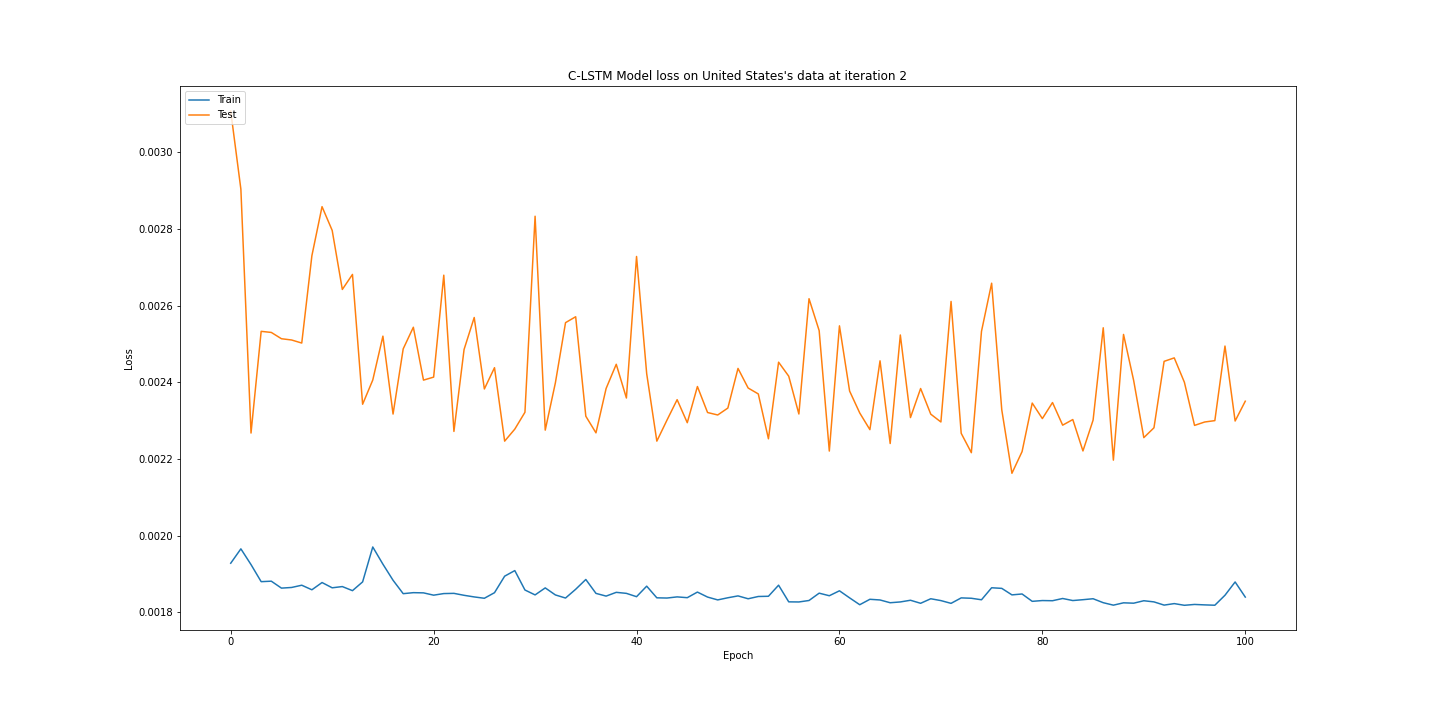 C-LSTM Model loss on United States's data at iteration 2
Train
Test
0.0030
0.0028
0.0026
0.0024
0.0022
0.0020
0.0018
Loss
0 20 40 60 80 100
Epoch